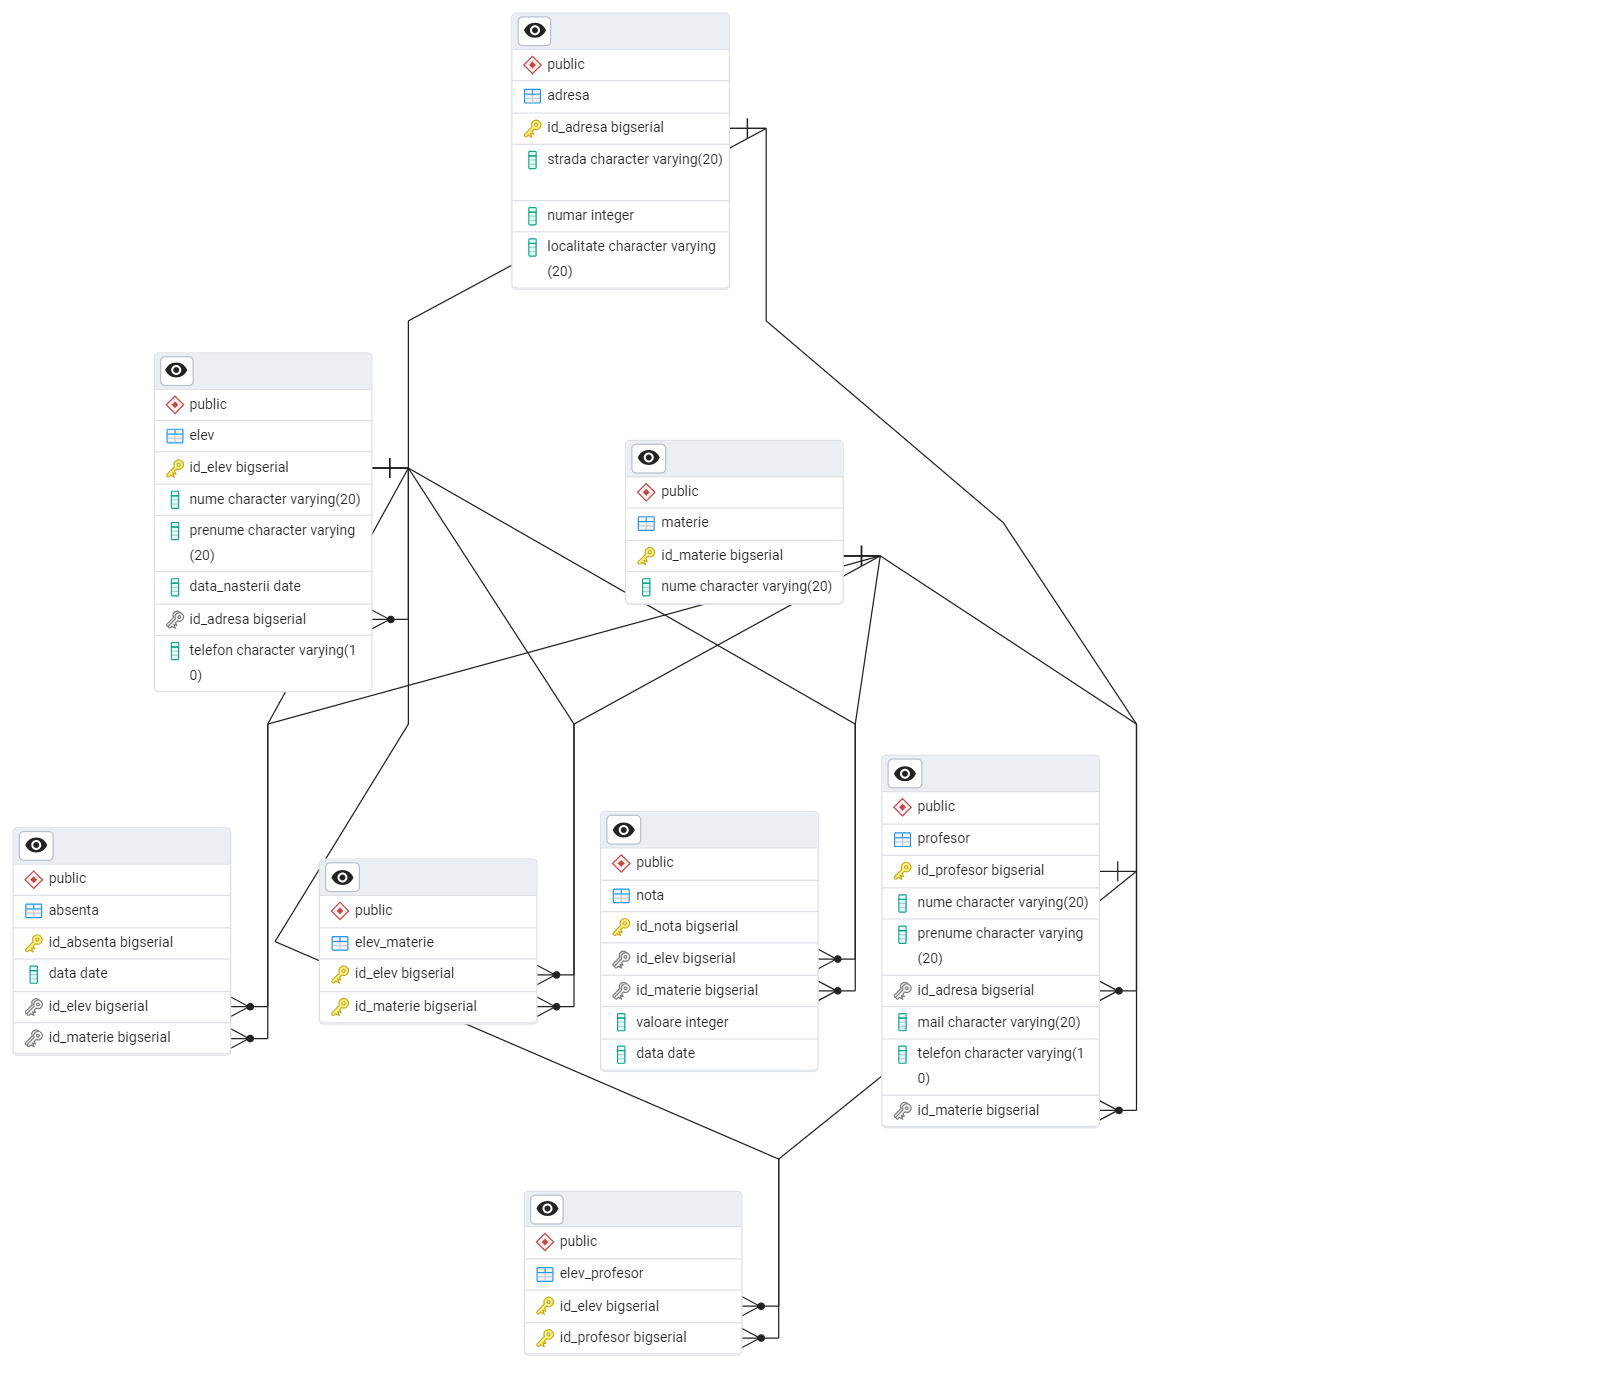 public
adresa
id_adresa bigserial
strada character varying(20)
numar integer
localitate character varying
(20)
public
elev
id_elev bigserial
nume character varying(20)
prenume character varying
(20)
data_nasterii date
id_adresa bigserial
telefon character varying(1
0)
public
materie
id_materie bigserial
nume character varying(20)
public
absenta
id_absenta bigserial
data date
id_elev bigserial
id_materie bigserial
public
elev_materie
id_elev bigserial
id_materie bigserial
public
nota
id_nota bigserial
id_elev bigserial
id_materie bigserial
valoare integer
data date
public
profesor
id_profesor bigserial
nume character varying(20)
prenume character varying
(20)
id_adresa bigserial
mail character varying(20)
telefon character varying(1
0)
id_materie bigserial
public
elev_profesor
id_elev bigserial
id_profesor bigserial